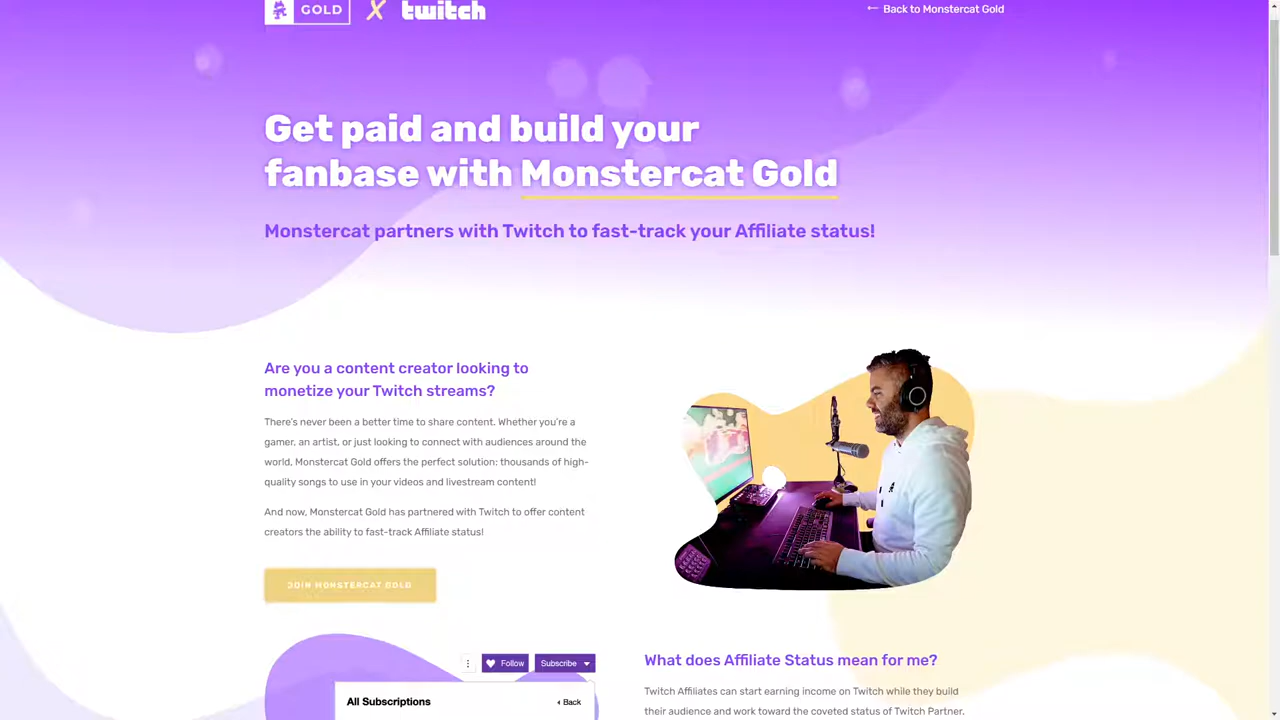 GOLD X twitch
← Back to Monstercat Gold
Get paid and build your
fanbase with Monstercat Gold
Monstercat partners with Twitch to fast-track your Affiliate status!
Are you a content creator looking to
monetize your Twitch streams?
There's never been a better time to share content. Whether you're a
gamer, an artist, or just looking to connect with audiences around the
world, Monstercat Gold offers the perfect solution: thousands of high-
quality songs to use in your videos and livestream content!
And now, Monstercat Gold has partnered with Twitch to offer content
creators the ability to fast-track Affiliate status!
JOIN MONSTERCAT GOLD
Follow
Subscribe
All Subscriptions
Back
What does Affiliate Status mean for me?
Twitch Affiliates can start earning income on Twitch while they build
their audience and work toward the coveted status of Twitch Partner.